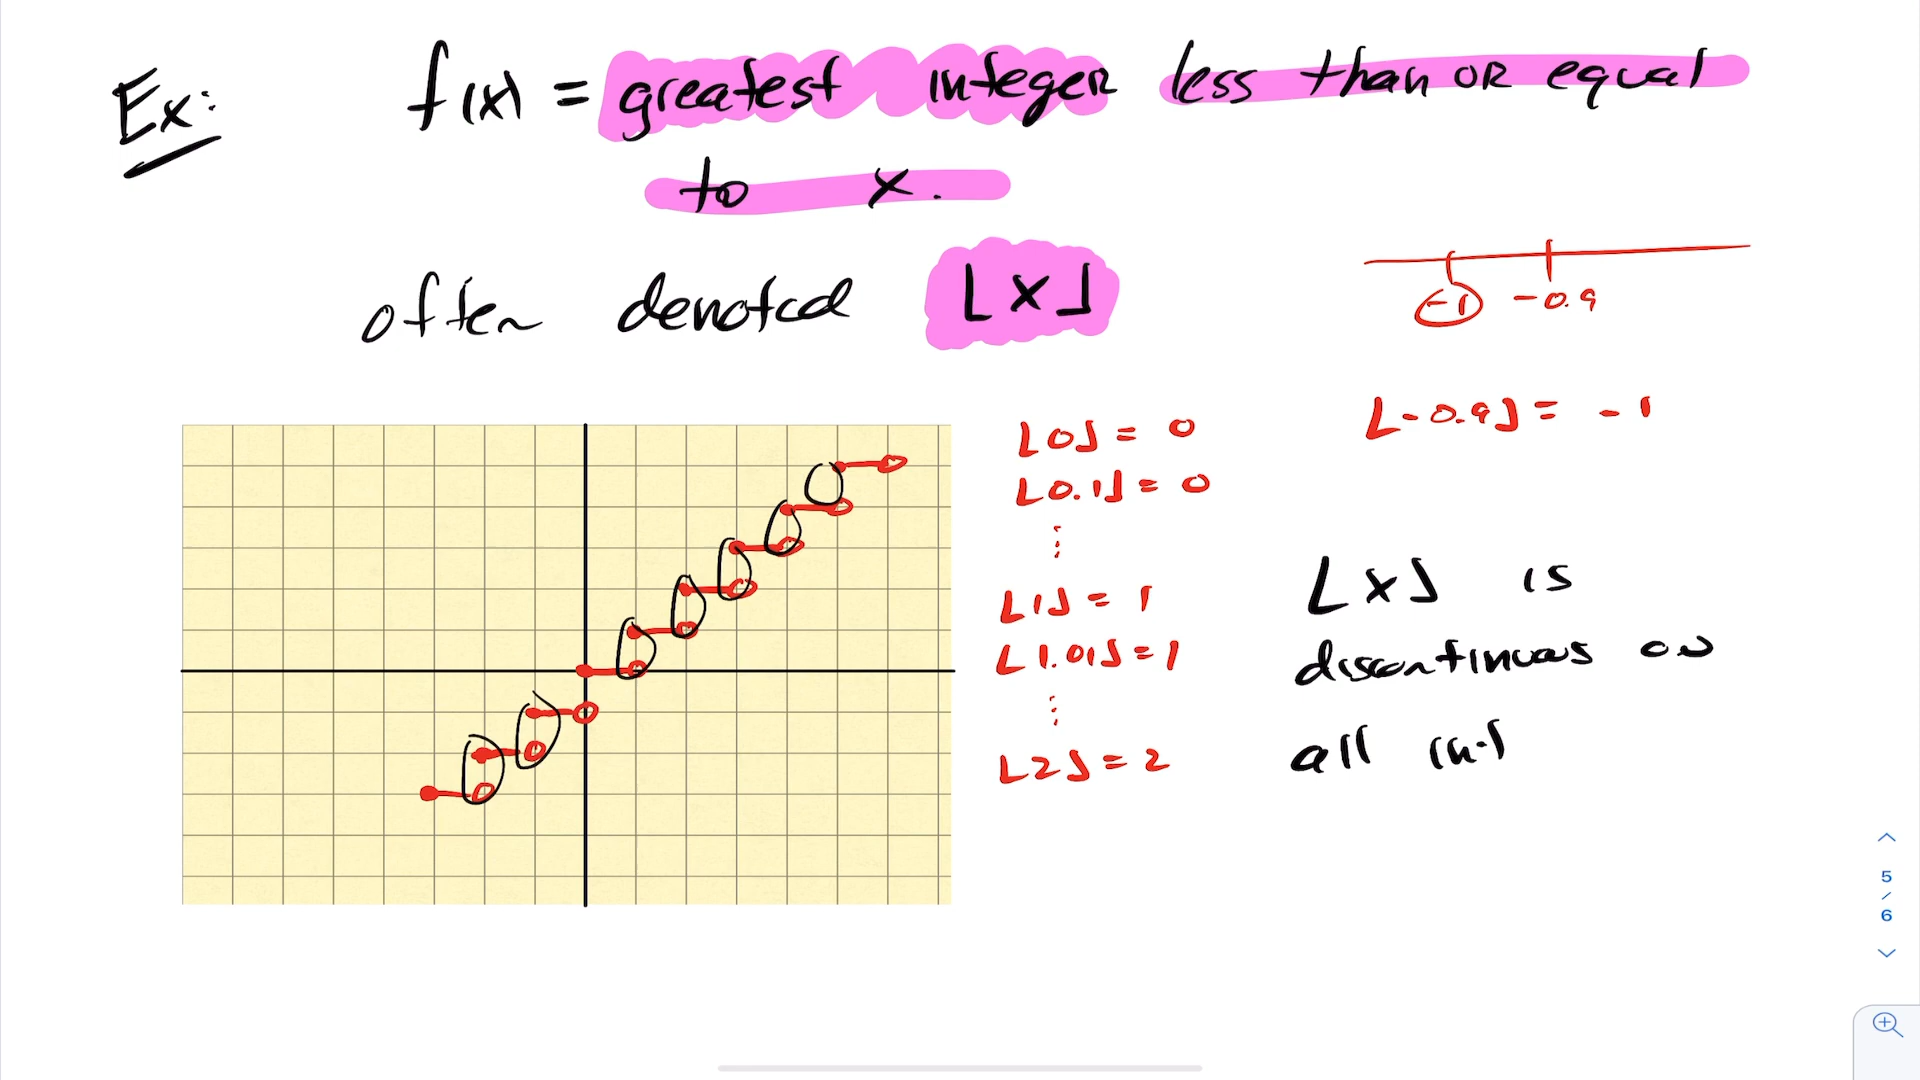 Ex: f(x) = greatest integer less than or equal
to x.
often denoted ⌊x⌋
-1 -0.9
⌊-0.9⌋ = -1
⌊0⌋ = 0
⌊0.1⌋ = 0
⋮
⌊1⌋ = 1
⌊1.01⌋ = 1
⋮
⌊2⌋ = 2
⌊x⌋ is
discontinuous on
all int
5
/
6